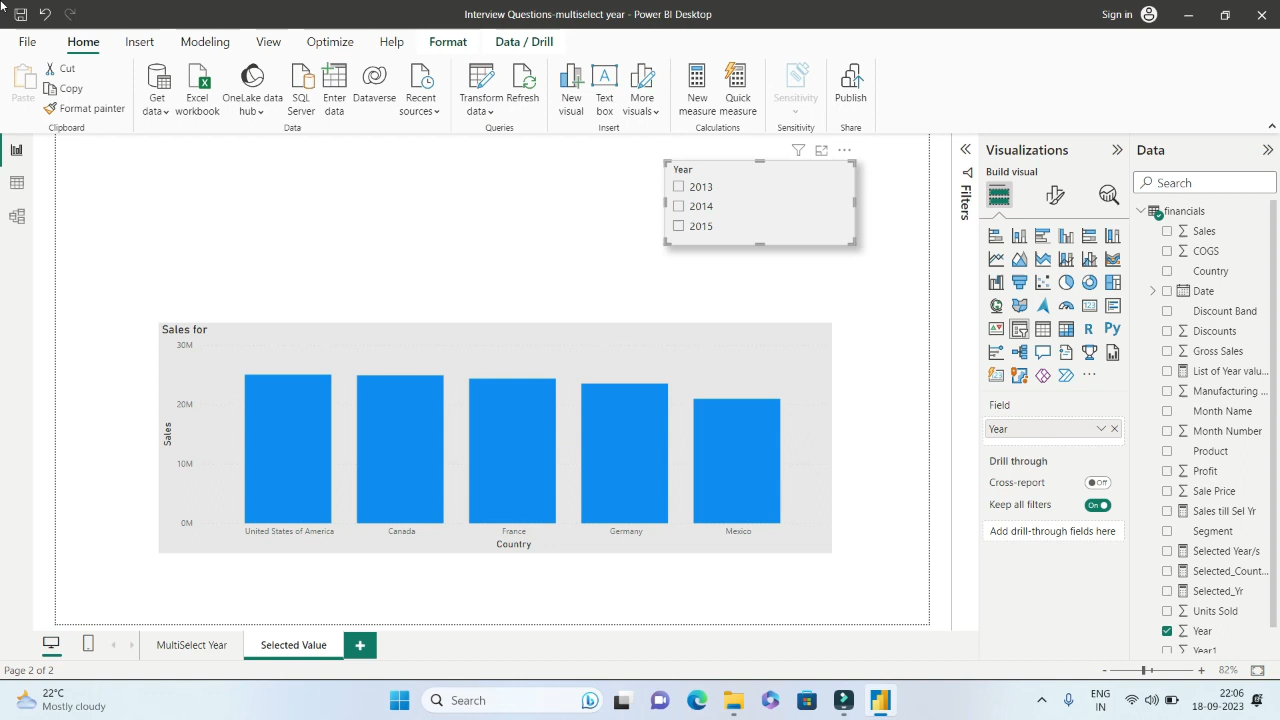 Interview Questions-multiselect year - Power BI Desktop
Sign in
File
Home
Insert
Modeling
View
Optimize
Help
Format
Data / Drill
Paste
Cut
Copy
Format painter
Clipboard
Get data
Excel workbook
OneLake data hub
SQL Server
Enter data
Dataverse
Recent sources
Data
Transform data
Refresh
Queries
New visual
Text box
More visuals
Insert
New measure
Quick measure
Calculations
Sensitivity
Sensitivity
Publish
Share
Year
2013
2014
2015
Sales for
30M
20M
10M
0M
Sales
United States of America
Canada
France
Germany
Mexico
Country
Filters
Visualizations
Build visual
R
Py
123
Field
Year
Drill through
Cross-report
Off
Keep all filters
On
Add drill-through fields here
Data
Search
financials
Sales
COGS
Country
Date
Discount Band
Discounts
Gross Sales
List of Year valu...
Manufacturing ...
Month Name
Month Number
Product
Profit
Sale Price
Sales till Sel Yr
Segment
Selected Year/s
Selected_Count...
Selected_Yr
Units Sold
Year
Year1
MultiSelect Year
Selected Value
Page 2 of 2
82%
22°C
Mostly cloudy
Search
ENG
IN
22:06
18-09-2023